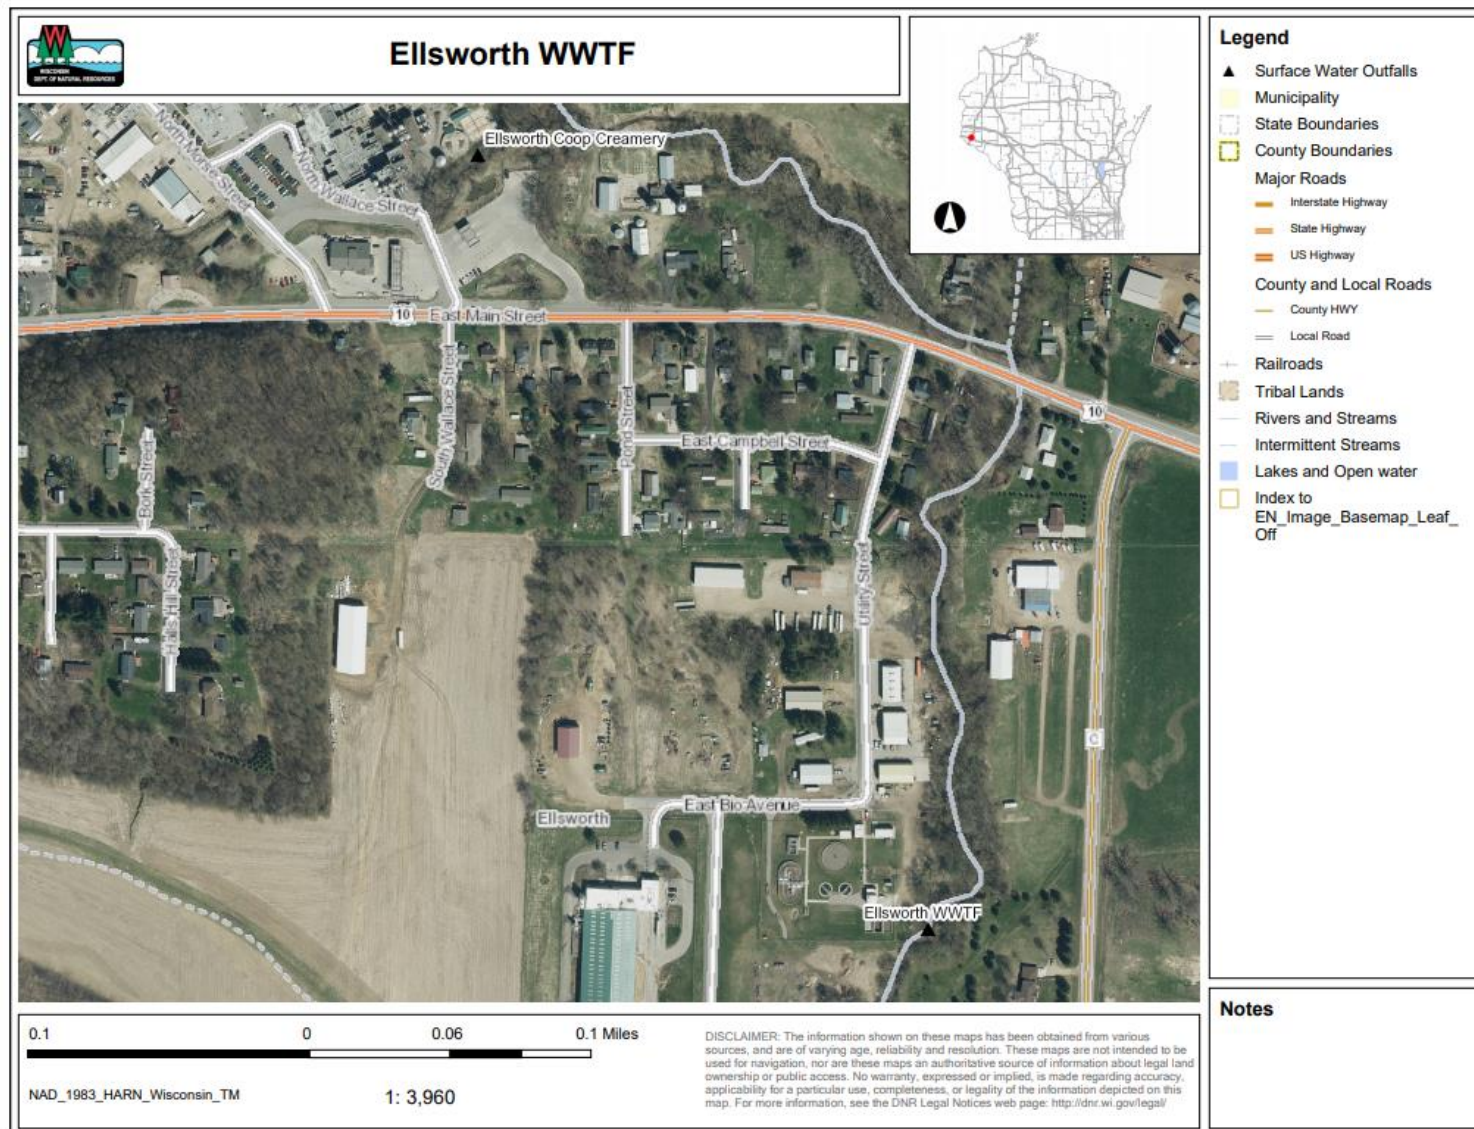 WISCONSIN
DEPT. OF NATURAL RESOURCES
Ellsworth WWTF
Legend
Surface Water Outfalls
Municipality
State Boundaries
County Boundaries
Major Roads
Interstate Highway
State Highway
US Highway
County and Local Roads
County HWY
Local Road
Railroads
Tribal Lands
Rivers and Streams
Intermittent Streams
Lakes and Open water
Index to
EN_Image_Basemap_Leaf_
Off
North Morse Street
North Wallace Street
Ellsworth Coop Creamery
10
East Main Street
South Wallace Street
Pond Street
East Campbell Street
10
Bork Street
Halls Hill Street
Utility Street
C
East Bio Avenue
Ellsworth
Ellsworth WWTF
0.1
0
0.06
0.1 Miles
NAD_1983_HARN_Wisconsin_TM
1: 3,960
DISCLAIMER: The information shown on these maps has been obtained from various
sources, and are of varying age, reliability and resolution. These maps are not intended to be
used for navigation, nor are these maps an authoritative source of information about legal land
ownership or public access. No warranty, expressed or implied, is made regarding accuracy,
applicability for a particular use, completeness, or legality of the information depicted on this
map. For more information, see the DNR Legal Notices web page: http://dnr.wi.gov/legal/
Notes